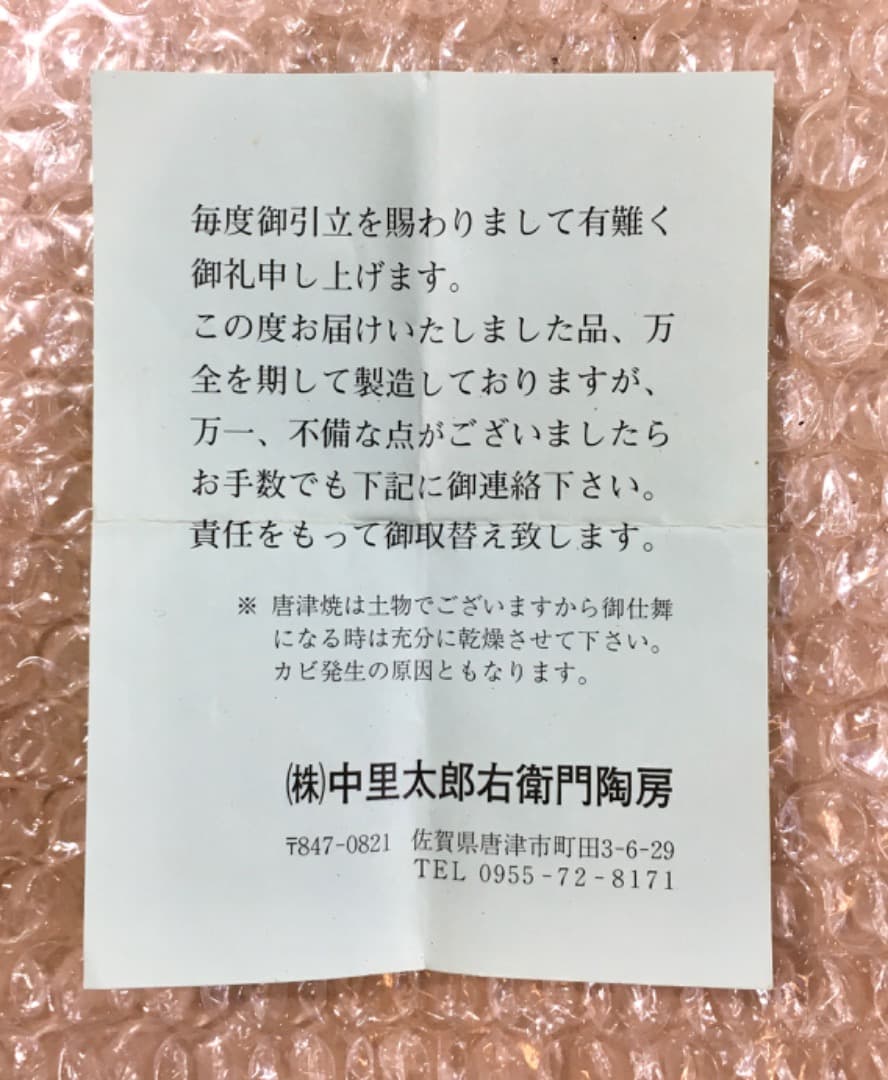 毎度御引立を賜わりまして有難く
御礼申し上げます。
この度お届けいたしました品、万
全を期して製造しておりますが、
万一、不備な点がございましたら
お手数でも下記に御連絡下さい。
責任をもって御取替え致します。
※ 唐津焼は土物でございますから御仕舞
になる時は充分に乾燥させて下さい。
カビ発生の原因ともなります。
㈱中里太郎右衛門陶房
〒847-0821 佐賀県唐津市町田3-6-29
TEL 0955-72-8171